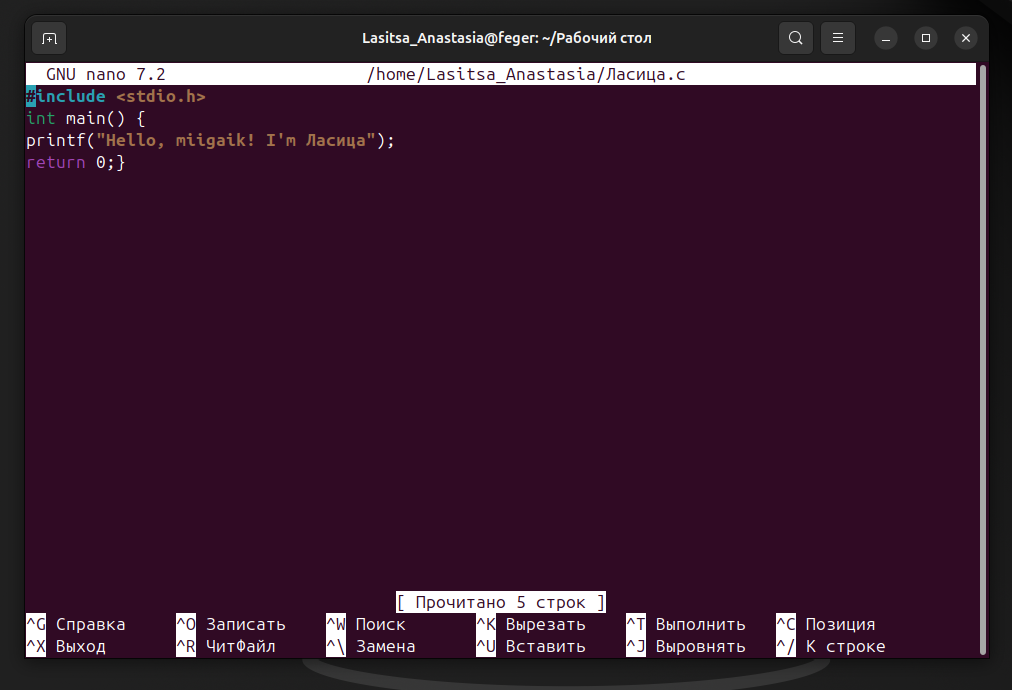 Lasitsa_Anastasia@feger: ~/Рабочий стол
GNU nano 7.2 /home/Lasitsa_Anastasia/Ласица.c
#include <stdio.h>
int main() {
printf("Hello, miigaik! I'm Ласица");
return 0;}
[ Прочитано 5 строк ]
^G Справка ^O Записать ^W Поиск ^K Вырезать ^T Выполнить ^C Позиция
^X Выход ^R ЧитФайл ^\ Замена ^U Вставить ^J Выровнять ^/ К строке